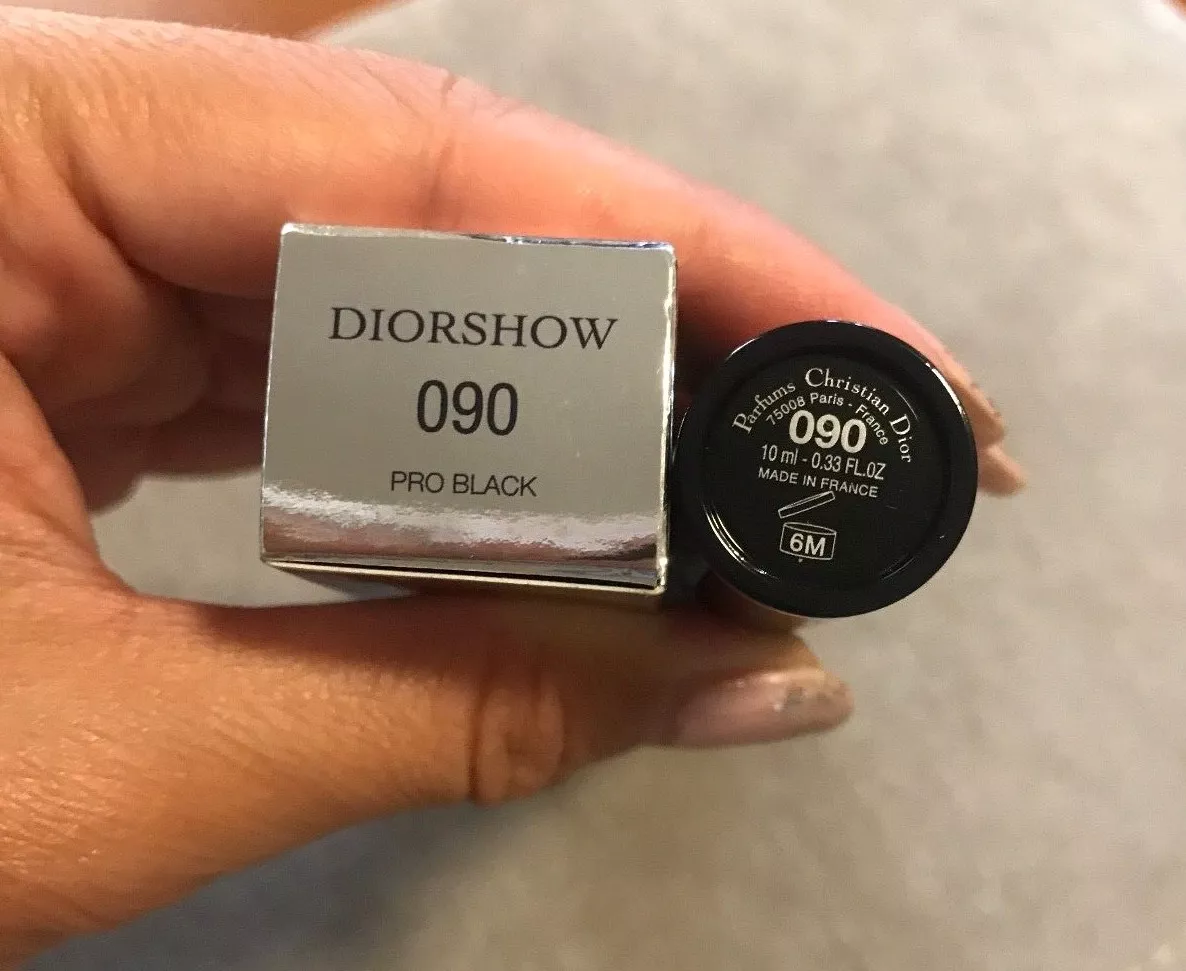 DIORSHOW
090
PRO BLACK
Parfums Christian Dior
75008 Paris - France
090
10 ml - 0.33 FL.OZ
MADE IN FRANCE
6M